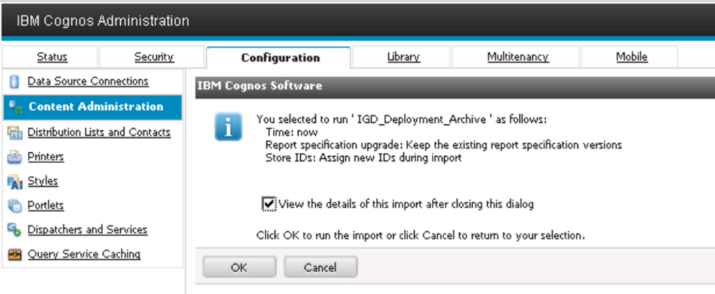 IBM Cognos Administration
Status Security Configuration Library Multitenancy Mobile
Data Source Connections
Content Administration
Distribution Lists and Contacts
Printers
Styles
Portlets
Dispatchers and Services
Query Service Caching
IBM Cognos Software
You selected to run ' IGD_Deployment_Archive ' as follows:
Time: now
Report specification upgrade: Keep the existing report specification versions
Store IDs: Assign new IDs during import
View the details of this import after closing this dialog
Click OK to run the import or click Cancel to return to your selection.
OK Cancel